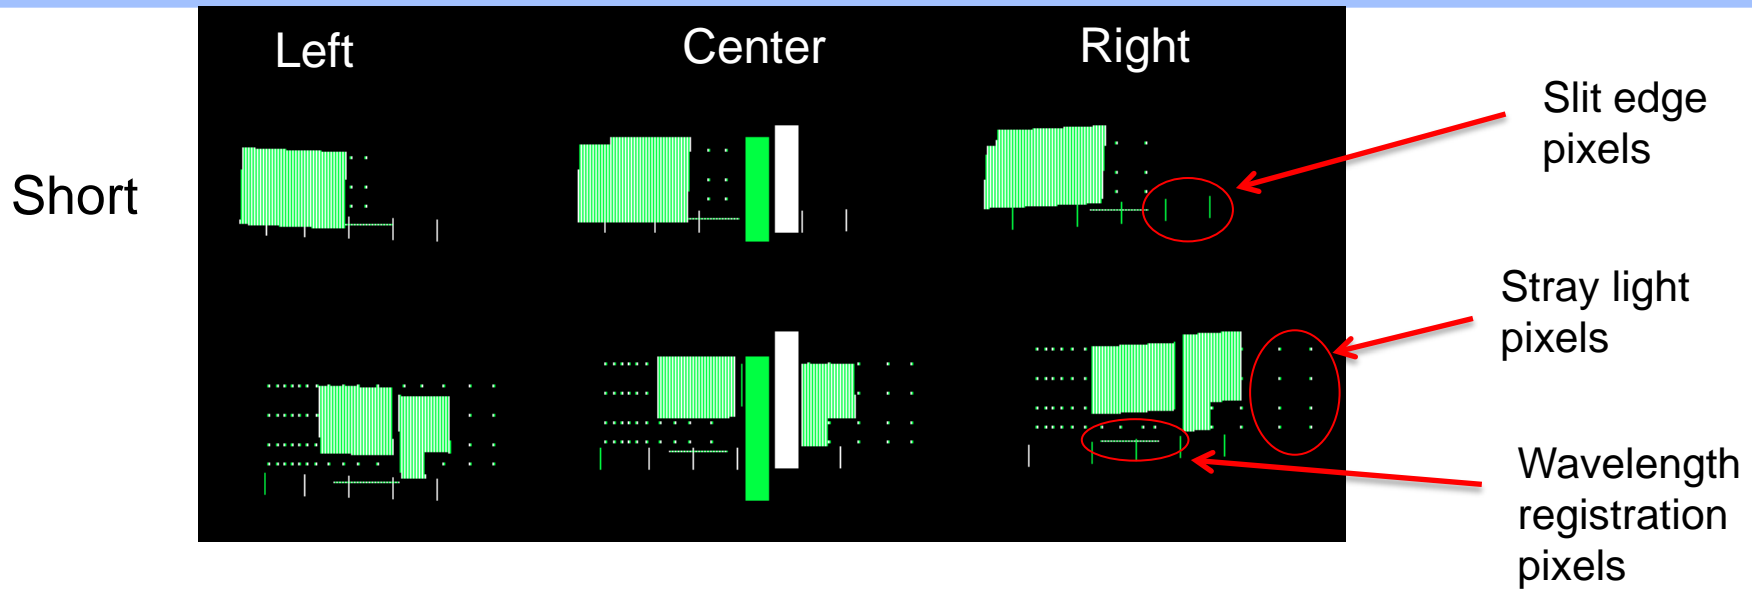 Left
Center
Right
Short
Slit edge
pixels
Stray light
pixels
Wavelength
registration
pixels